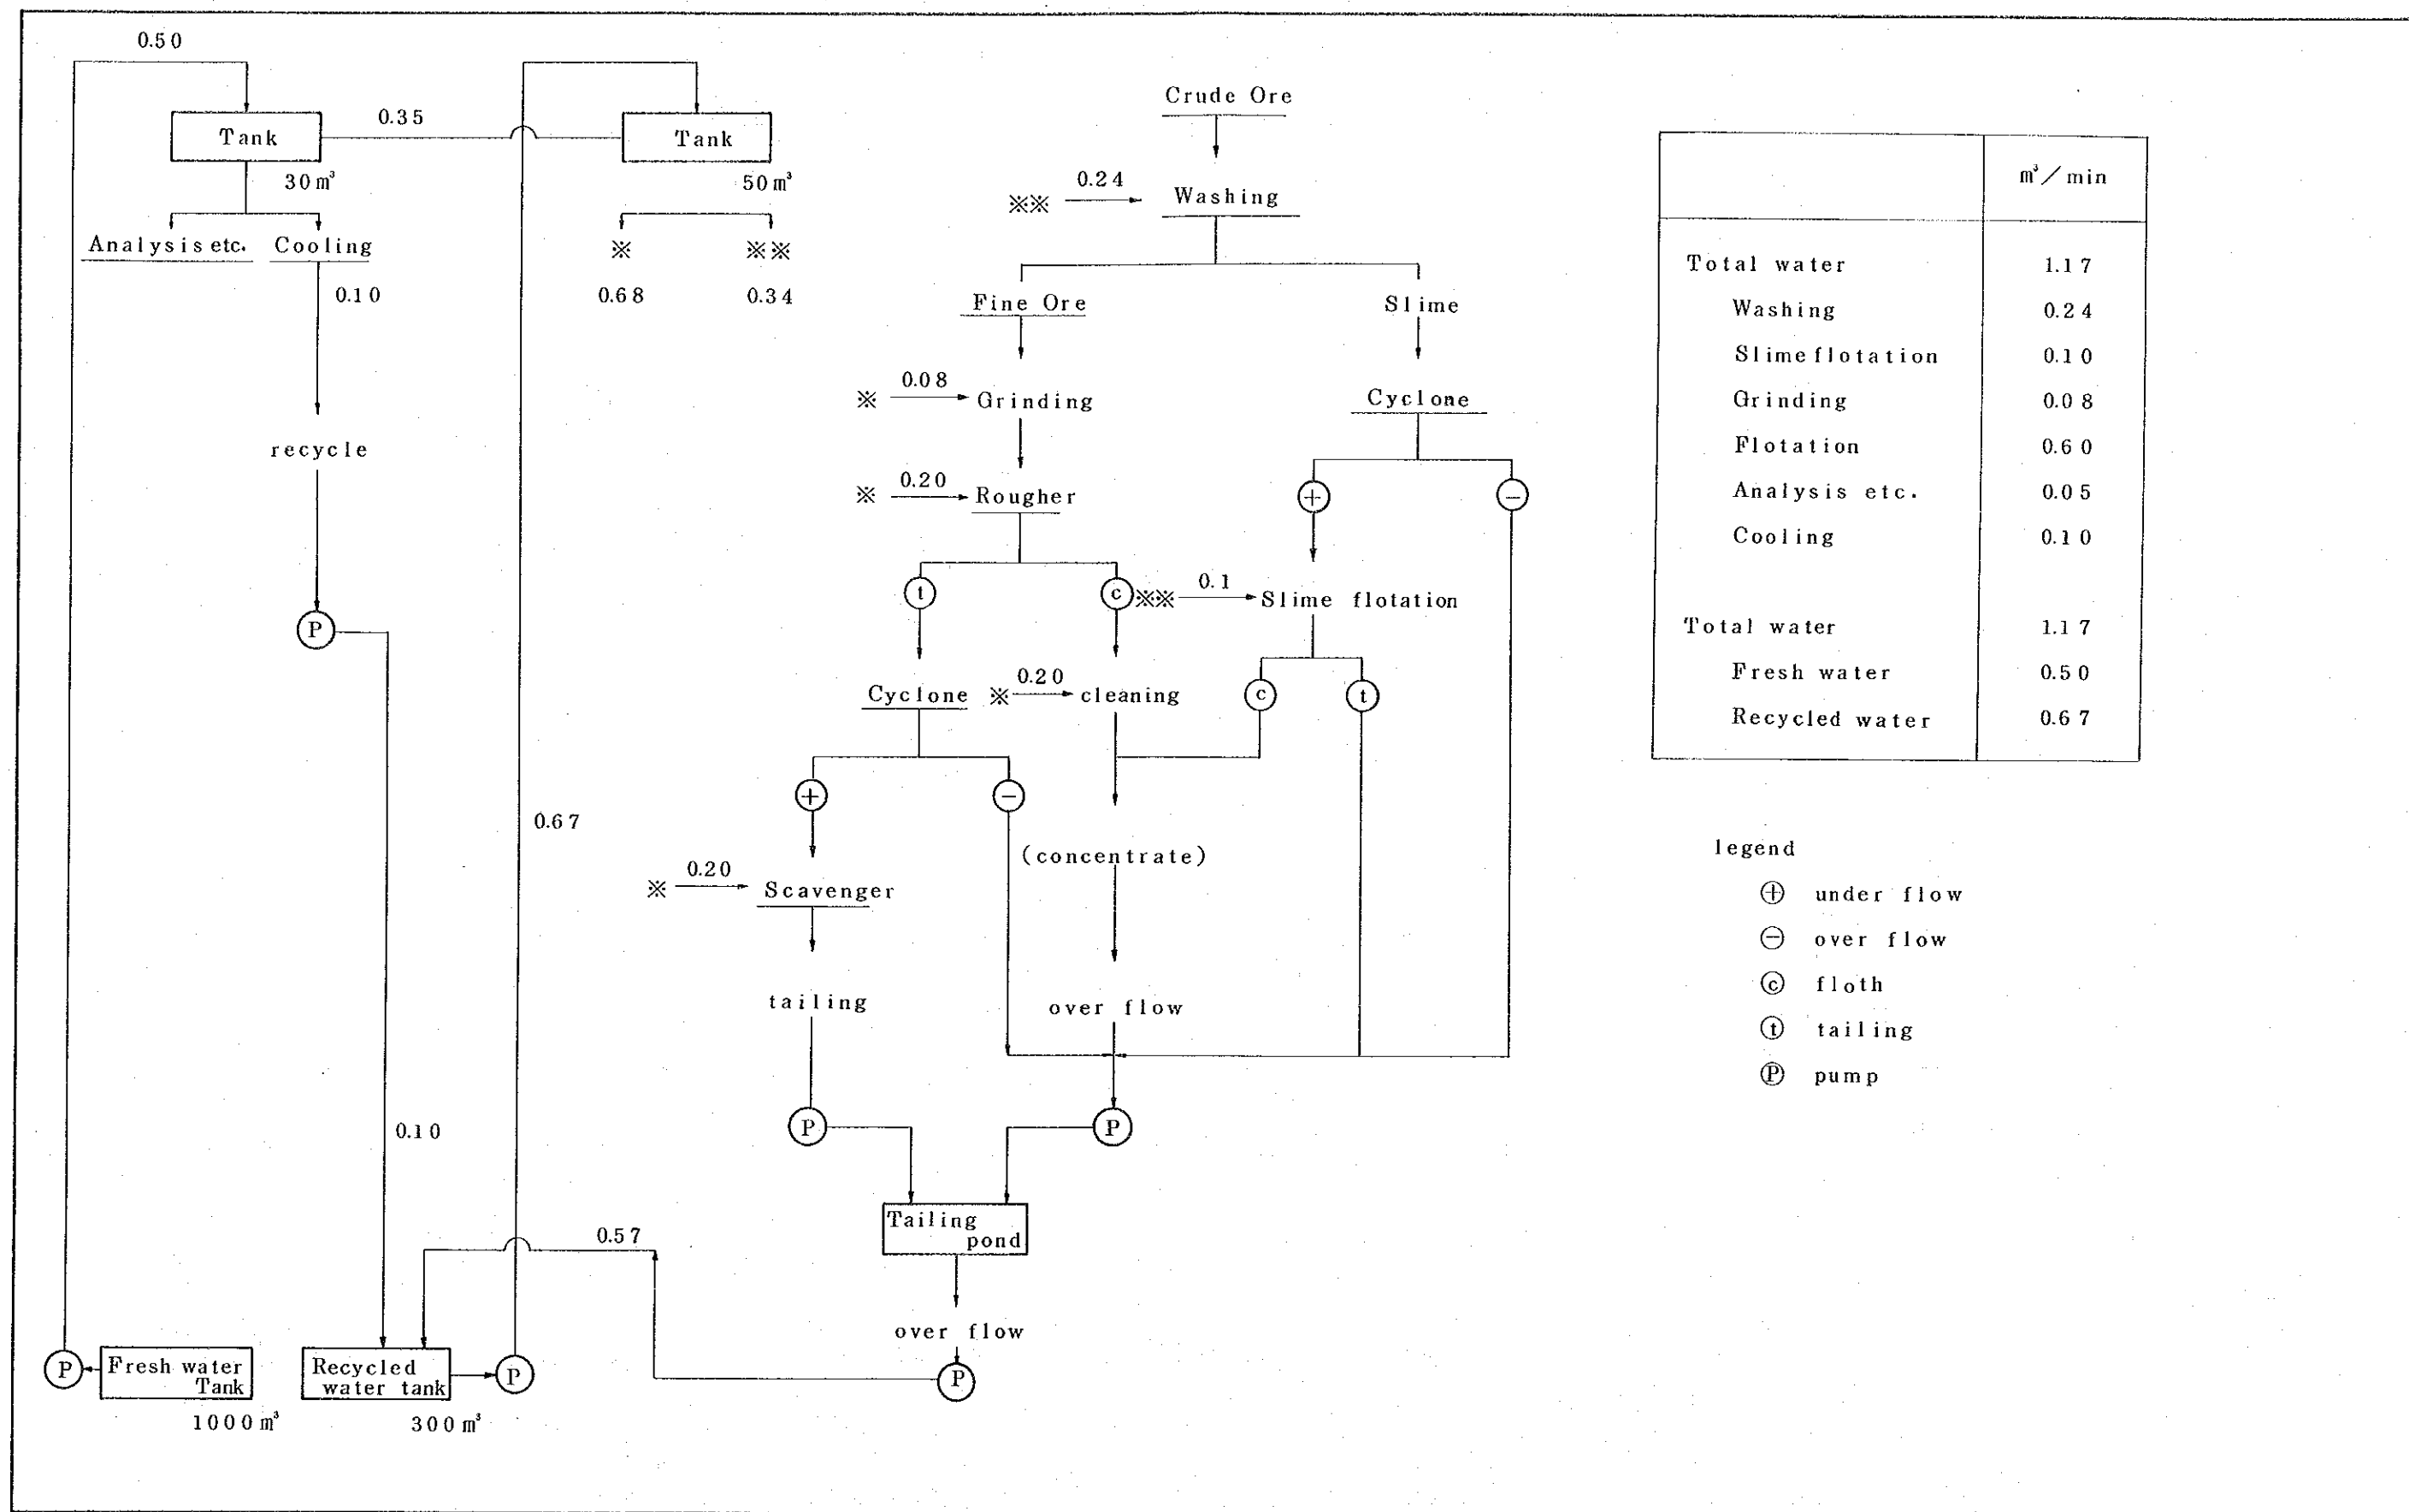 0.50
Tank
30㎥
0.35
Tank
50㎥
Analysis etc.
Cooling
0.10
※
※※
0.68
0.34
recycle
P
0.10
0.67
Crude Ore
※※
0.24
Washing
Fine Ore
Slime
※
0.08
Grinding
Cyclone
※
0.20
Rougher
+
−
t
c
※※
0.1
Slime flotation
Cyclone
※
0.20
cleaning
c
t
+
−
(concentrate)
※
0.20
Scavenger
tailing
over flow
P
P
Tailing
pond
0.57
over flow
P
P
Fresh water
Tank
1000㎥
Recycled
water tank
300㎥
P
㎥/min
Total water 1.17
Washing 0.24
Slime flotation 0.10
Grinding 0.08
Flotation 0.60
Analysis etc. 0.05
Cooling 0.10
Total water 1.17
Fresh water 0.50
Recycled water 0.67
legend
⊕ under flow
⊖ over flow
ⓒ floth
ⓣ tailing
Ⓟ pump